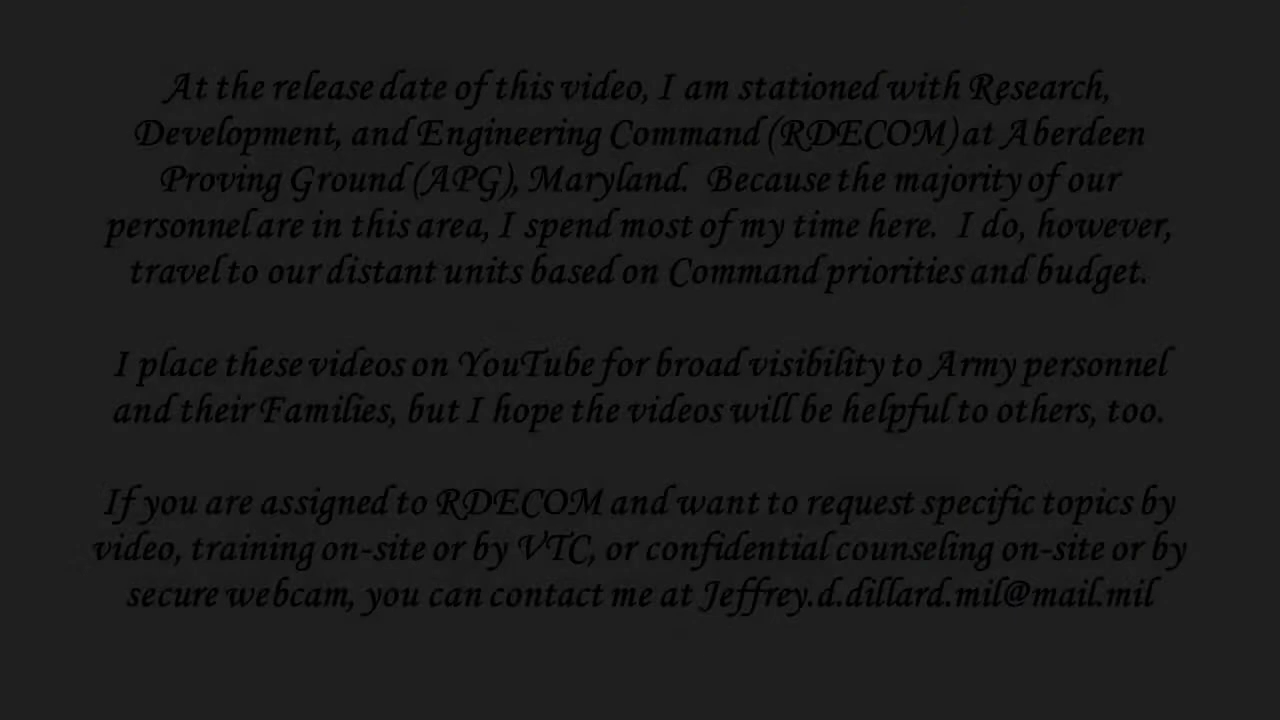 At the release date of this video, I am stationed with Research,
Development, and Engineering Command (RDECOM) at Aberdeen
Proving Ground (APG), Maryland.  Because the majority of our
personnel are in this area, I spend most of my time here.  I do, however,
travel to our distant units based on Command priorities and budget.
I place these videos on YouTube for broad visibility to Army personnel
and their Families, but I hope the videos will be helpful to others, too.
If you are assigned to RDECOM and want to request specific topics by
video, training on-site or by VTC, or confidential counseling on-site or by
secure webcam, you can contact me at Jeffrey.d.dillard.mil@mail.mil